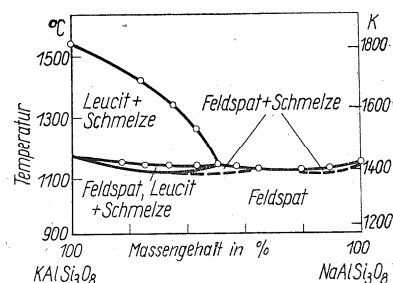 °C
K
1500
1300
1100
900
1800
1600
1400
1200
Temperatur
Leucit +
Schmelze
Feldspat + Schmelze
Feldspat, Leucit
+ Schmelze
Feldspat
100
Massengehalt in %
100
KAlSi₃O₈
NaAlSi₃O₈